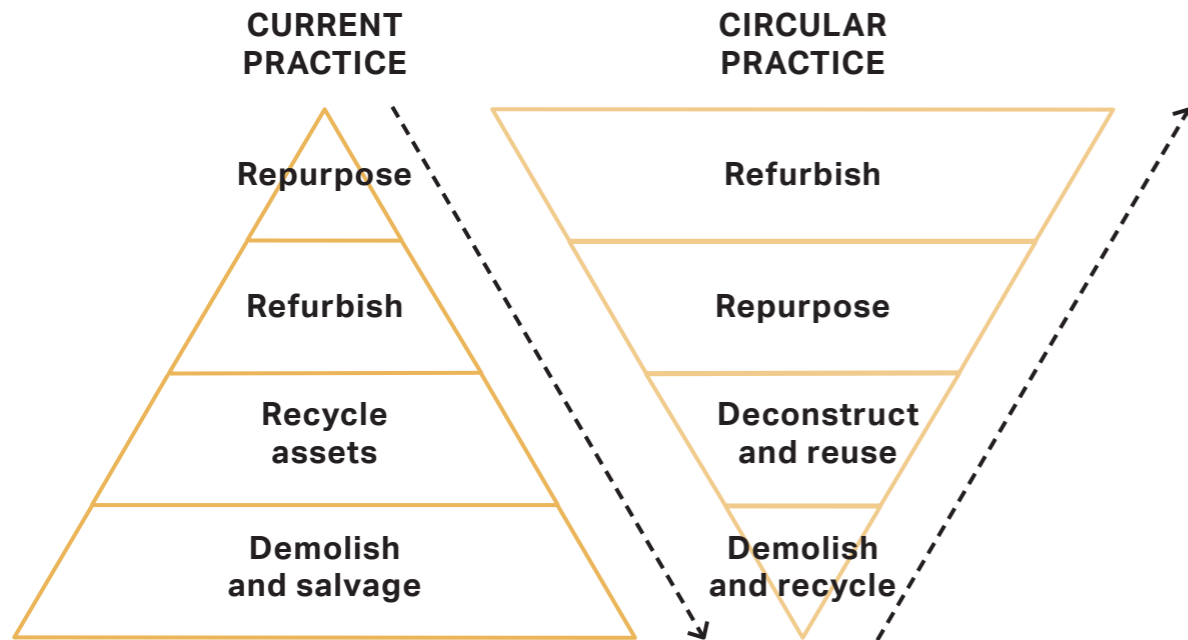 CURRENT
PRACTICE
Repurpose
Refurbish
Recycle
assets
Demolish
and salvage
CIRCULAR
PRACTICE
Refurbish
Repurpose
Deconstruct
and reuse
Demolish
and recycle